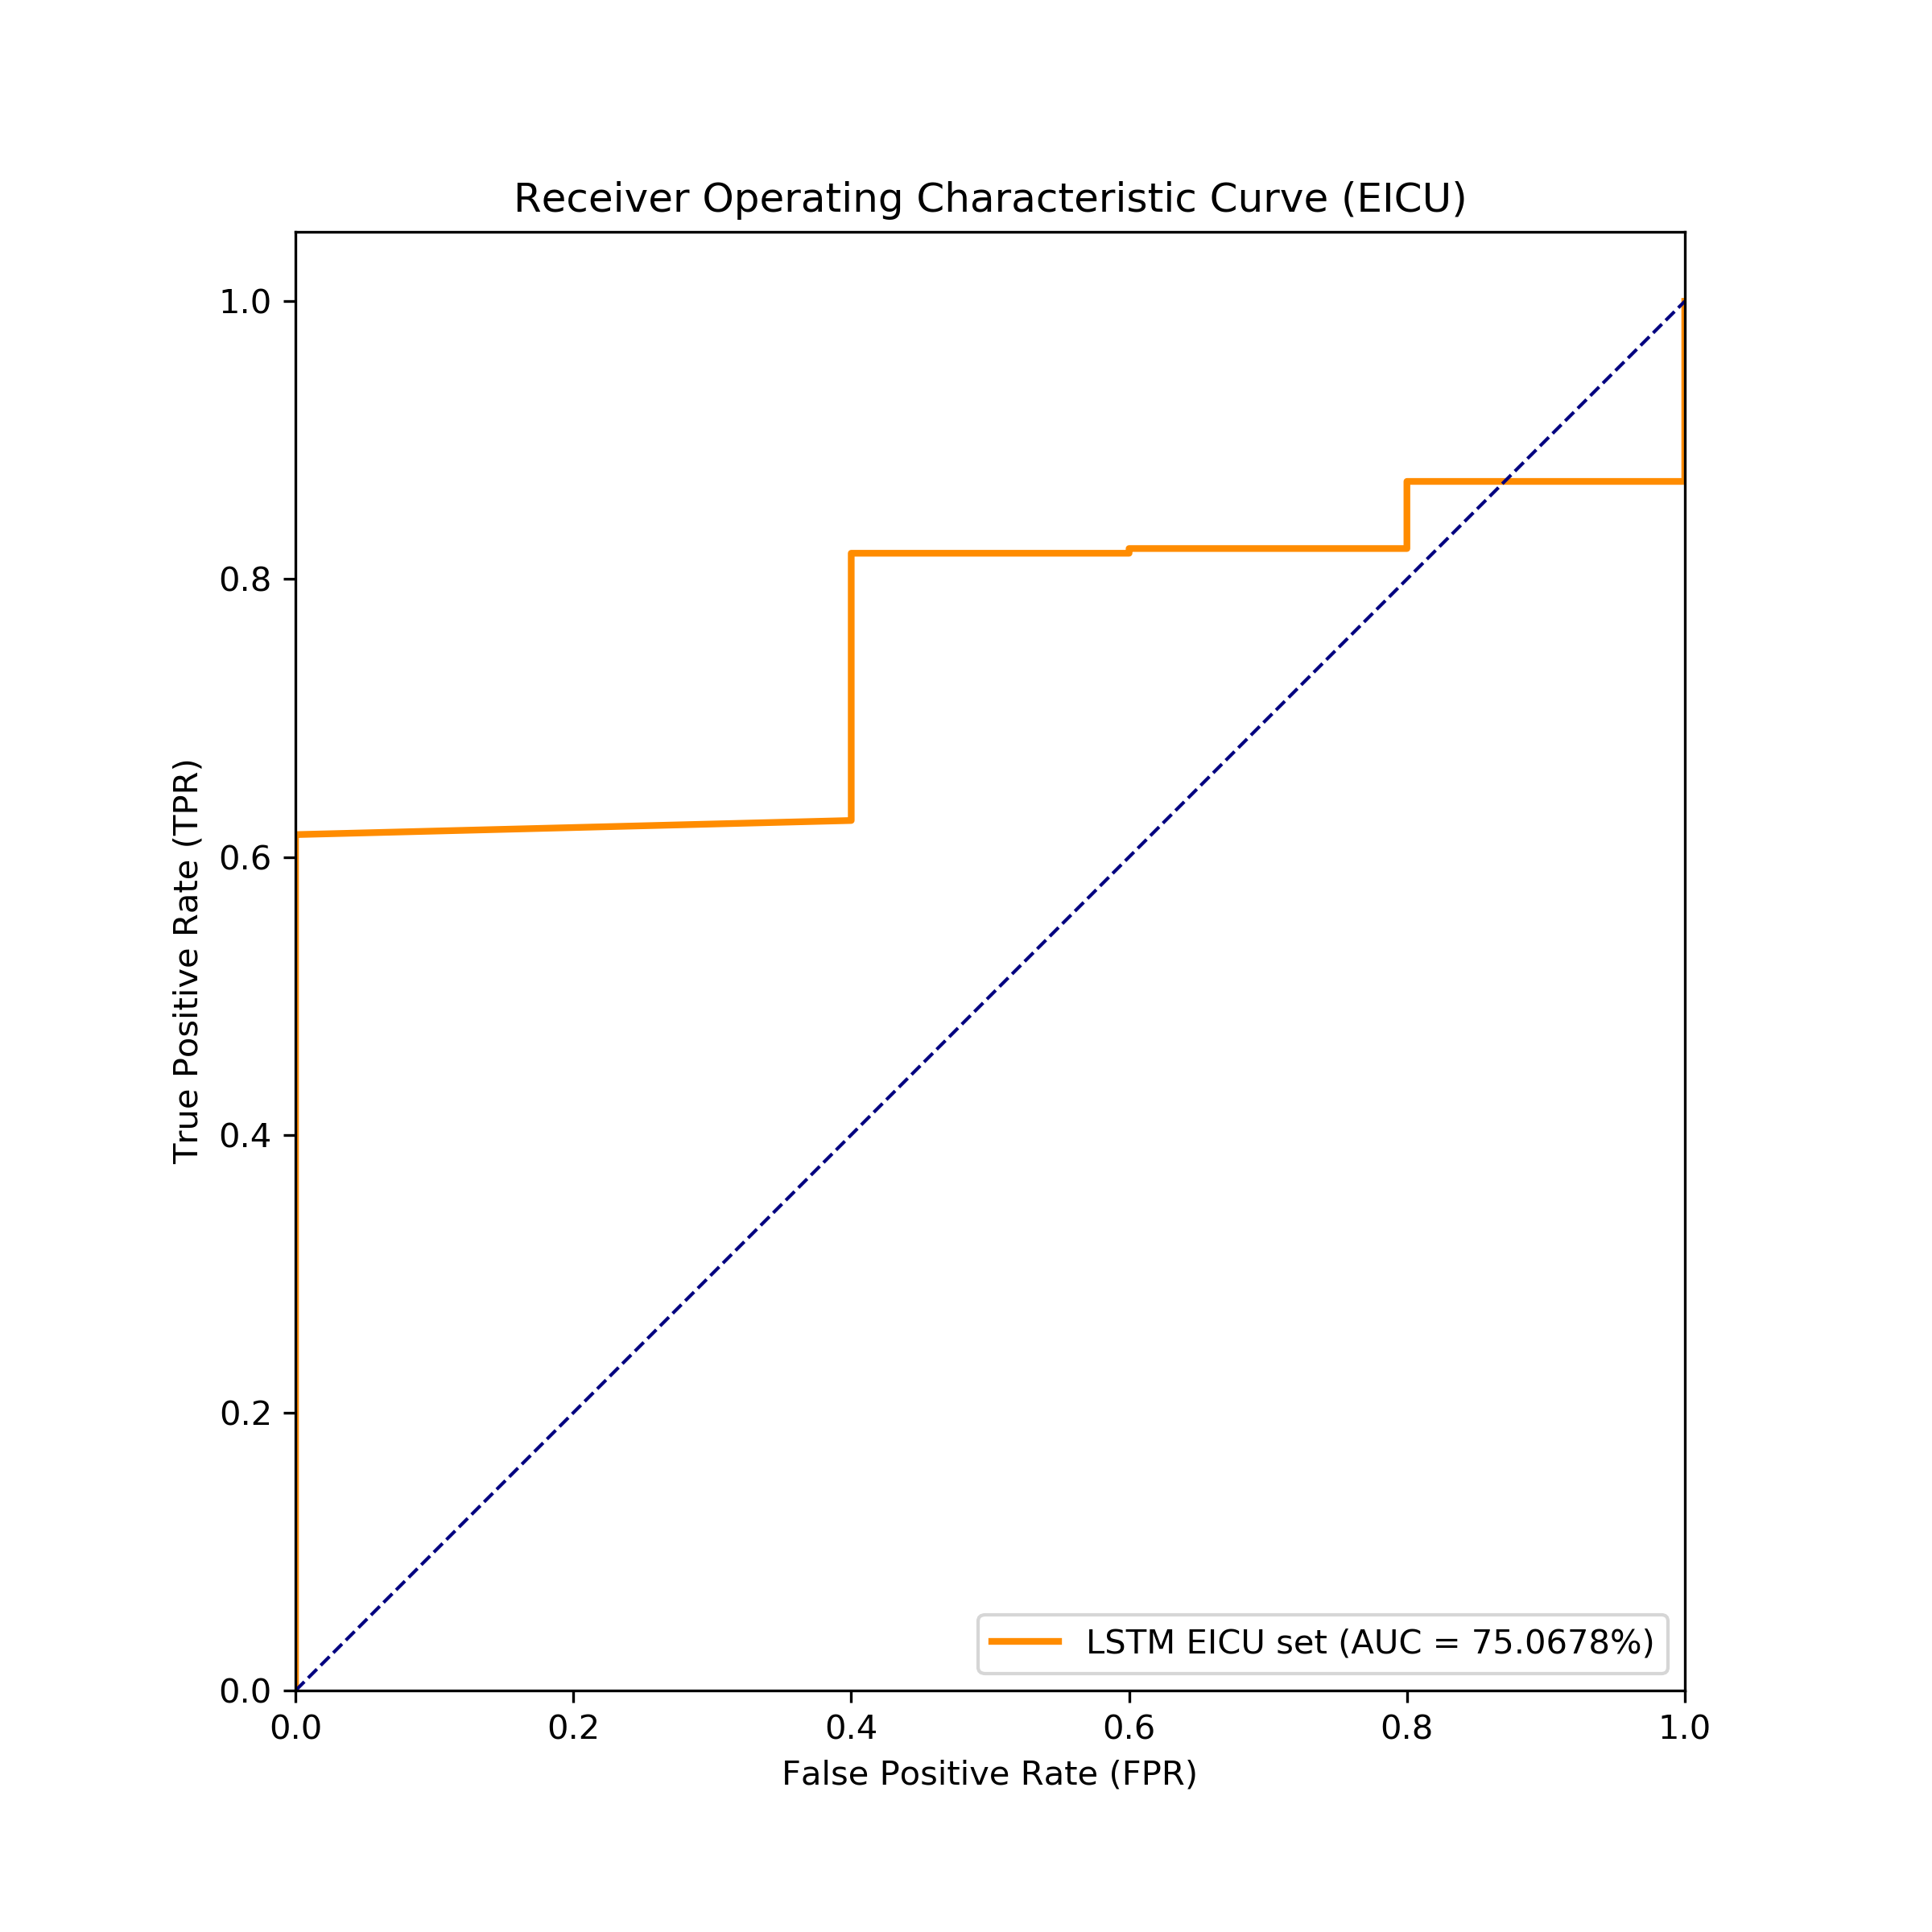 Receiver Operating Characteristic Curve (EICU)
1.0
0.8
0.6
0.4
0.2
0.0
True Positive Rate (TPR)
LSTM EICU set (AUC = 75.0678%)
0.0 0.2 0.4 0.6 0.8 1.0
False Positive Rate (FPR)